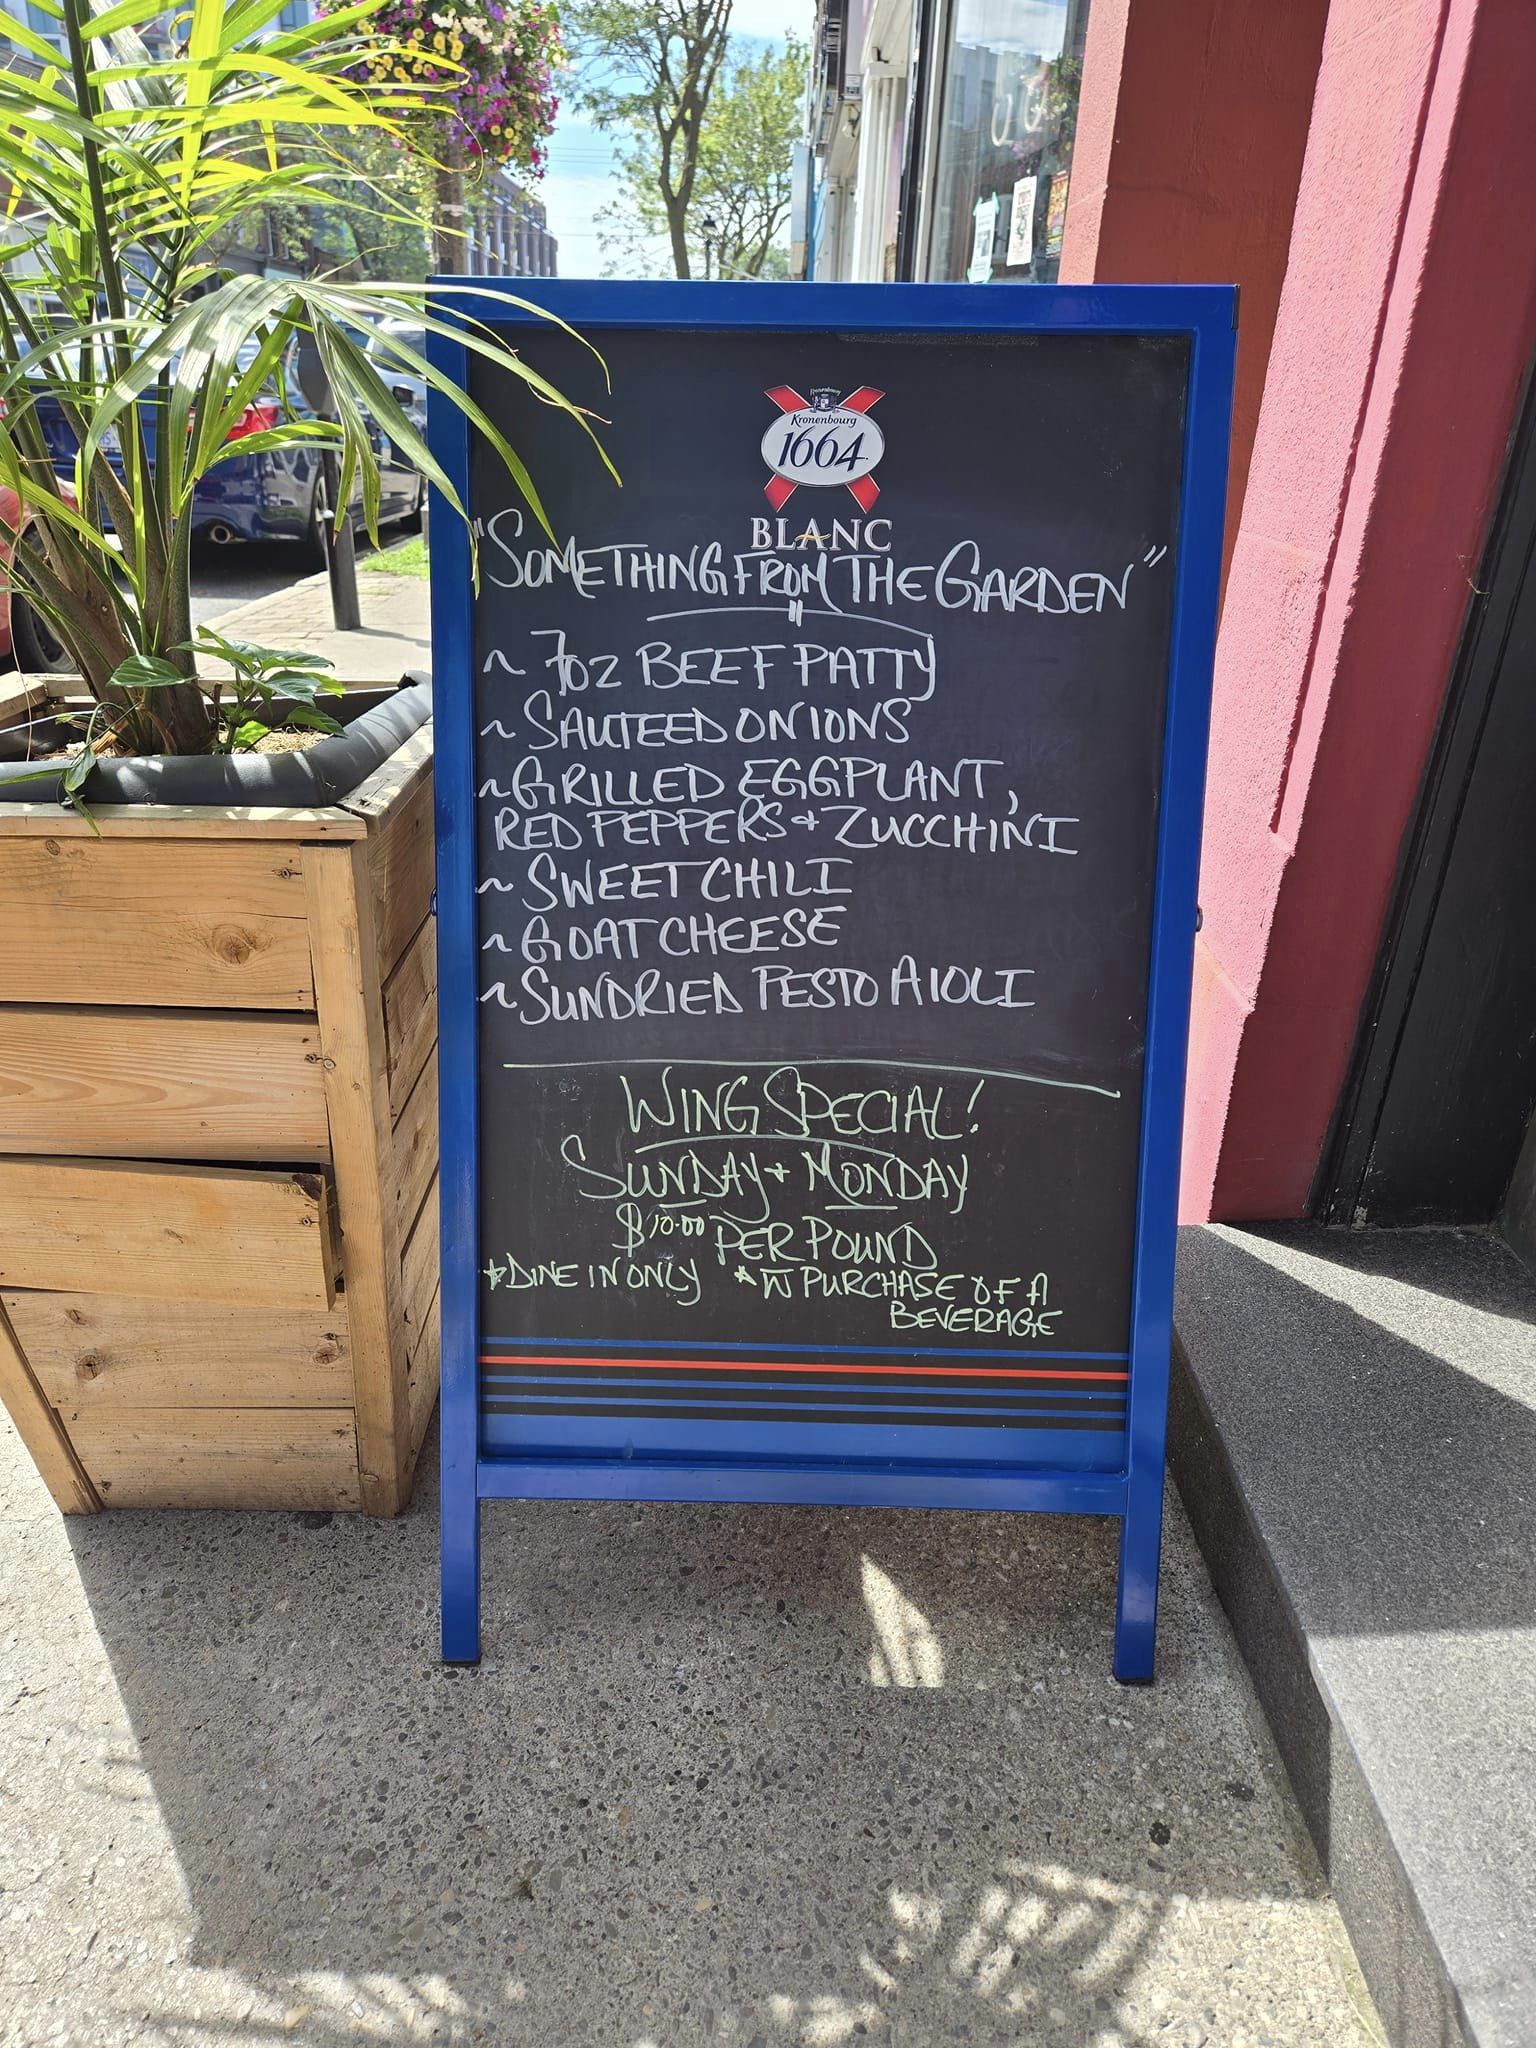 Kronenbourg
1664
BLANC
"SOMETHING FROM THE GARDEN"
~ 7oz BEEF PATTY
~ SAUTEED ONIONS
~ GRILLED EGGPLANT,
RED PEPPERS + ZUCCHINI
~ SWEET CHILI
~ GOAT CHEESE
~ SUNDRIED PESTO AIOLI
WING SPECIAL!
SUNDAY + MONDAY
$10.00 PER POUND
*DINE IN ONLY *W PURCHASE OF A
BEVERAGE